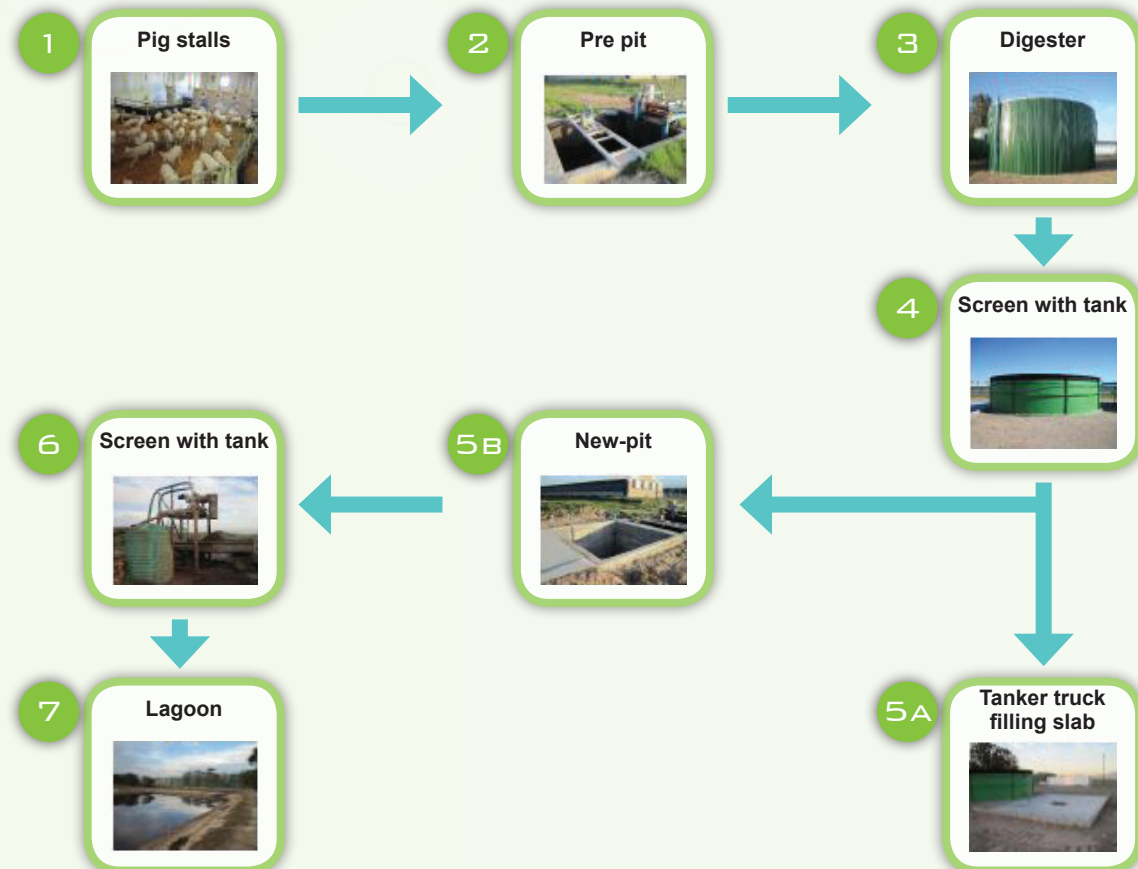 1
Pig stalls
2
Pre pit
3
Digester
4
Screen with tank
5A
Tanker truck
filling slab
5B
New-pit
6
Screen with tank
7
Lagoon